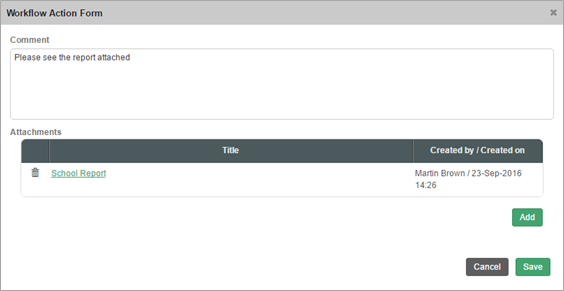 Workflow Action Form
Comment
Please see the report attached
Attachments
Title Created by / Created on
School Report Martin Brown / 23-Sep-2016
14:26
Add
Cancel Save